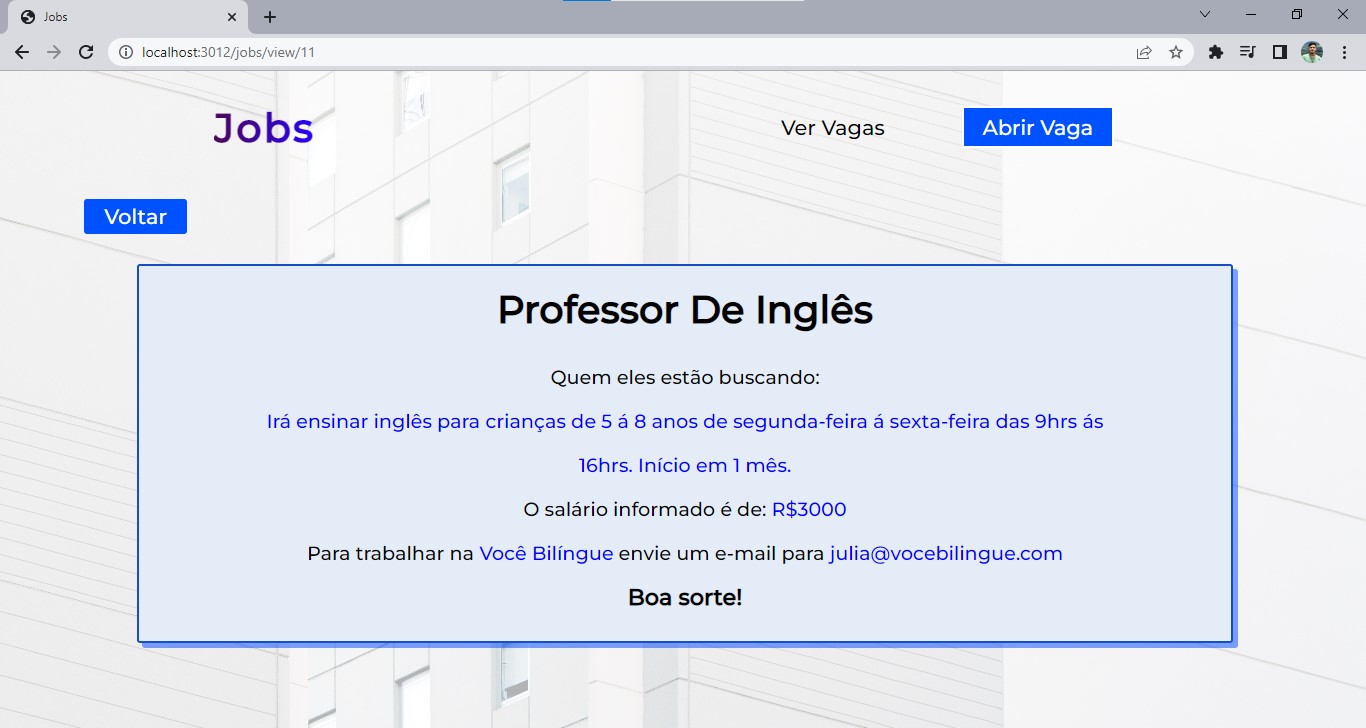 Jobs
localhost:3012/jobs/view/11
Jobs
Ver Vagas
Abrir Vaga
Voltar
Professor De Inglês
Quem eles estão buscando:
Irá ensinar inglês para crianças de 5 á 8 anos de segunda-feira á sexta-feira das 9hrs ás
16hrs. Início em 1 mês.
O salário informado é de: R$3000
Para trabalhar na Você Bilíngue envie um e-mail para julia@vocebilingue.com
Boa sorte!